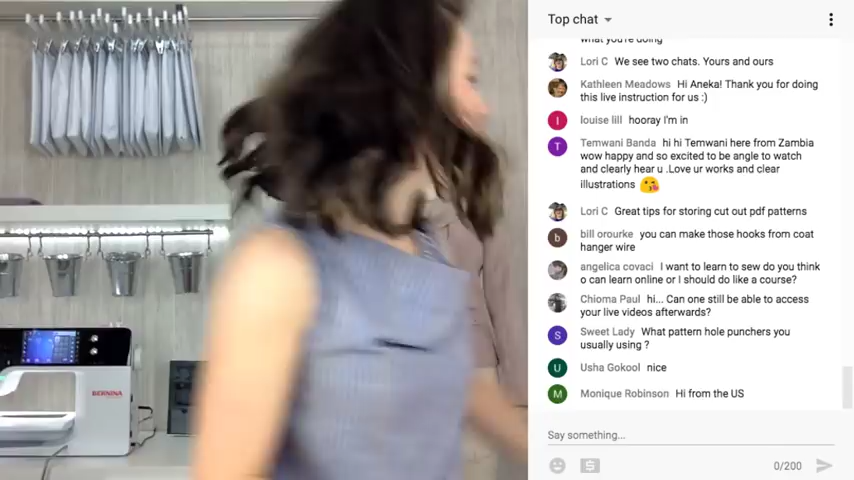 Top chat
what you're doing
Lori C We see two chats. Yours and ours
Kathleen Meadows Hi Aneka! Thank you for doing
this live instruction for us :)
louise lill hooray I'm in
Temwani Banda hi hi Temwani here from Zambia
wow happy and so excited to be angle to watch
and clearly hear u .Love ur works and clear
illustrations
Lori C Great tips for storing cut out pdf patterns
bill orourke you can make those hooks from coat
hanger wire
angelica covaci I want to learn to sew do you think
o can learn online or I should do like a course?
Chioma Paul hi... Can one still be able to access
your live videos afterwards?
Sweet Lady What pattern hole punchers you
usually using ?
Usha Gokool nice
Monique Robinson Hi from the US
Say something...
0/200
BERNINA